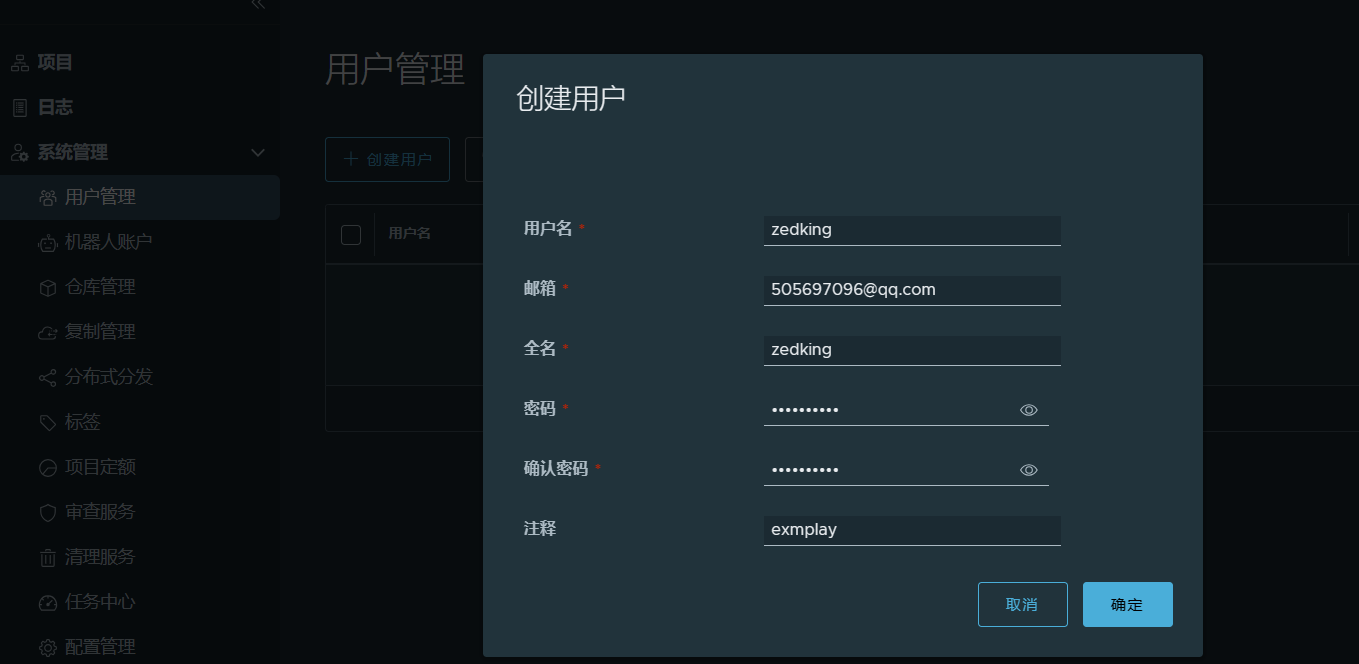 项目
日志
系统管理
用户管理
机器人账户
仓库管理
复制管理
分布式分发
标签
项目定额
审查服务
清理服务
任务中心
配置管理
用户管理
+ 创建用户
用户名
创建用户
用户名 * zedking
邮箱 * 505697096@qq.com
全名 * zedking
密码 * ••••••••••
确认密码 * ••••••••••
注释 exmplay
取消 确定